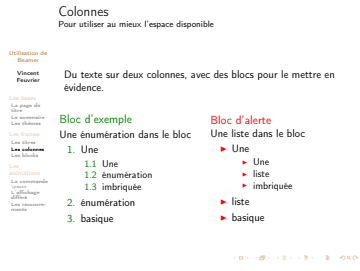 Colonnes
Pour utiliser au mieux l'espace disponible
Utilisation de
Beamer
Vincent
Feuvrier
Les bases
La page de
titre
Le sommaire
Les thèmes
Les frames
Les titres
Les colonnes
Les blocks
Les
animations
La commande
\pause
L'affichage
différé
Les recouvre-
ments
Du texte sur deux colonnes, avec des blocs pour le mettre en
évidence.
Bloc d'exemple
Une énumération dans le bloc
1. Une
1.1 Une
1.2 énumération
1.3 imbriquée
2. énumération
3. basique
Bloc d'alerte
Une liste dans le bloc
Une
Une
liste
imbriquée
liste
basique